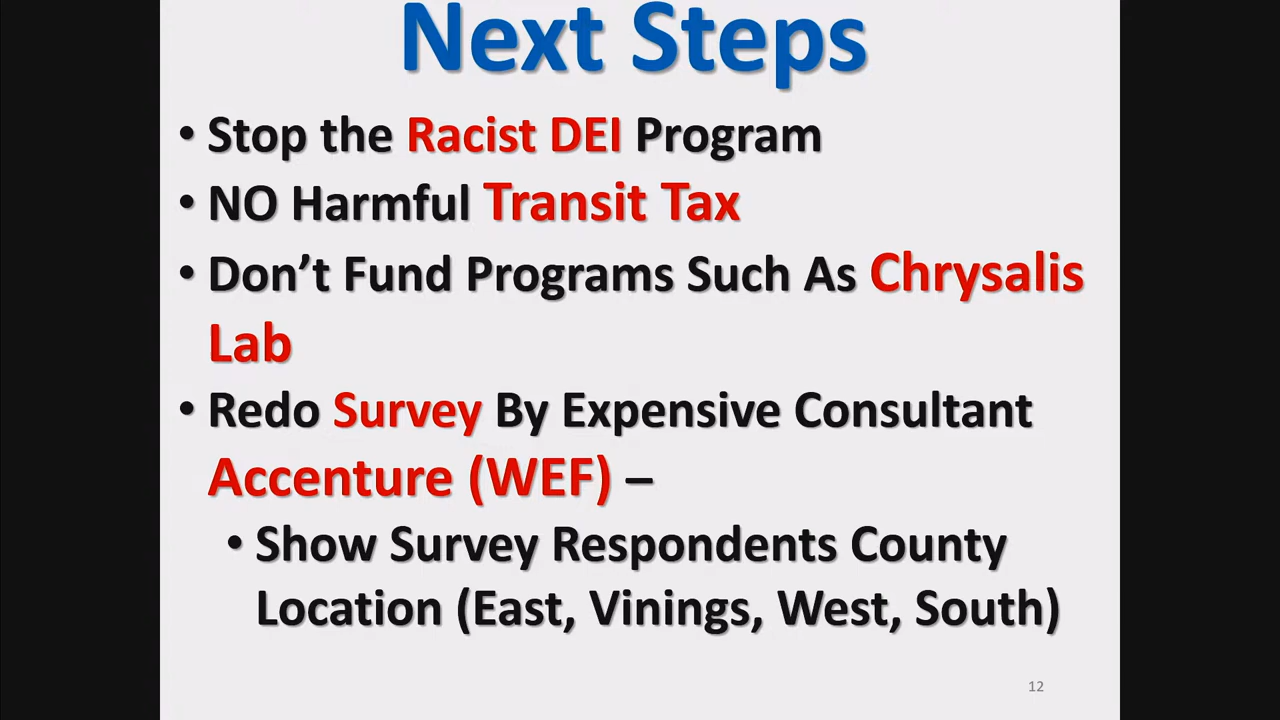 Next Steps
• Stop the Racist DEI Program
• NO Harmful Transit Tax
• Don’t Fund Programs Such As Chrysalis
Lab
• Redo Survey By Expensive Consultant
Accenture (WEF) –
• Show Survey Respondents County
Location (East, Vinings, West, South)
12